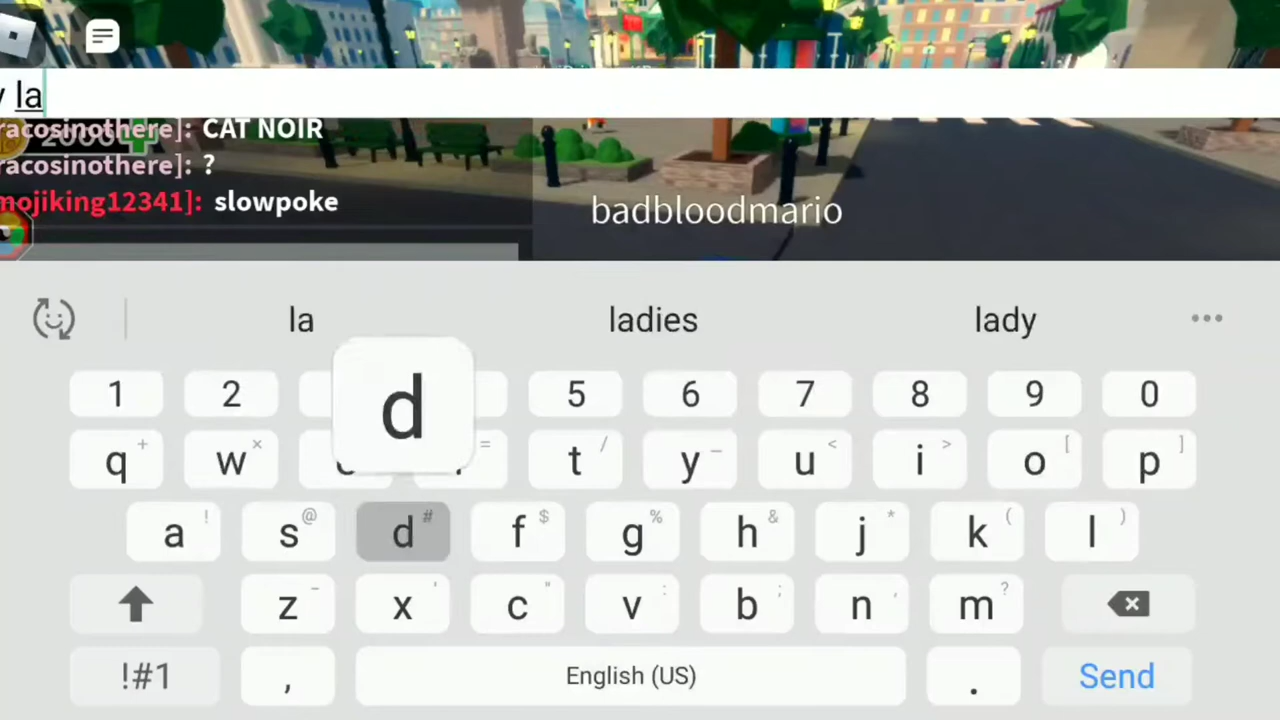 y la
racosinothere]: CAT NOIR
2000
racosinothere]: ?
mojiking12341]: slowpoke
badbloodmario
la ladies lady
d
1 2 5 6 7 8 9 0
q + w × = t / y – u < i > o [ p ]
a ! s @ d # f $ g % h & j * k ( l )
z - x ' c " v : b ; n , m ?
!#1 , English (US) . Send